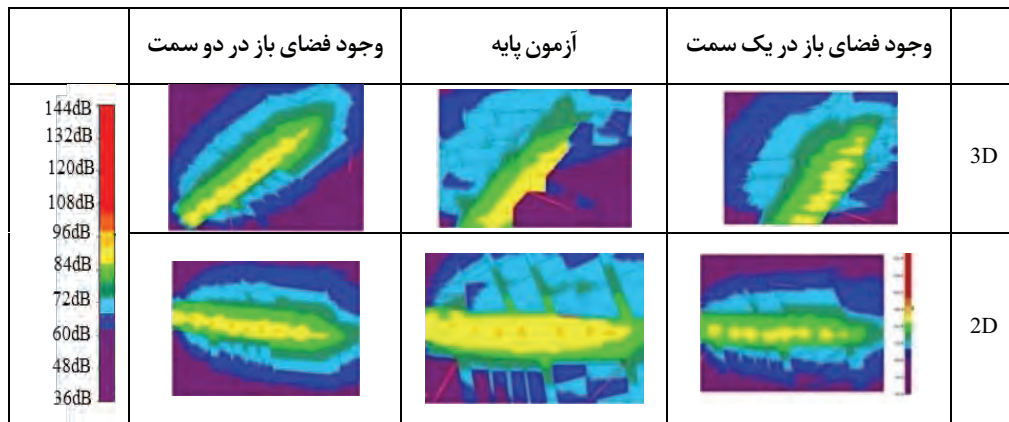 وجود فضای باز در یک سمت
آزمون پایه
وجود فضای باز در دو سمت
3D
2D
144dB
132dB
120dB
108dB
96dB
84dB
72dB
60dB
48dB
36dB